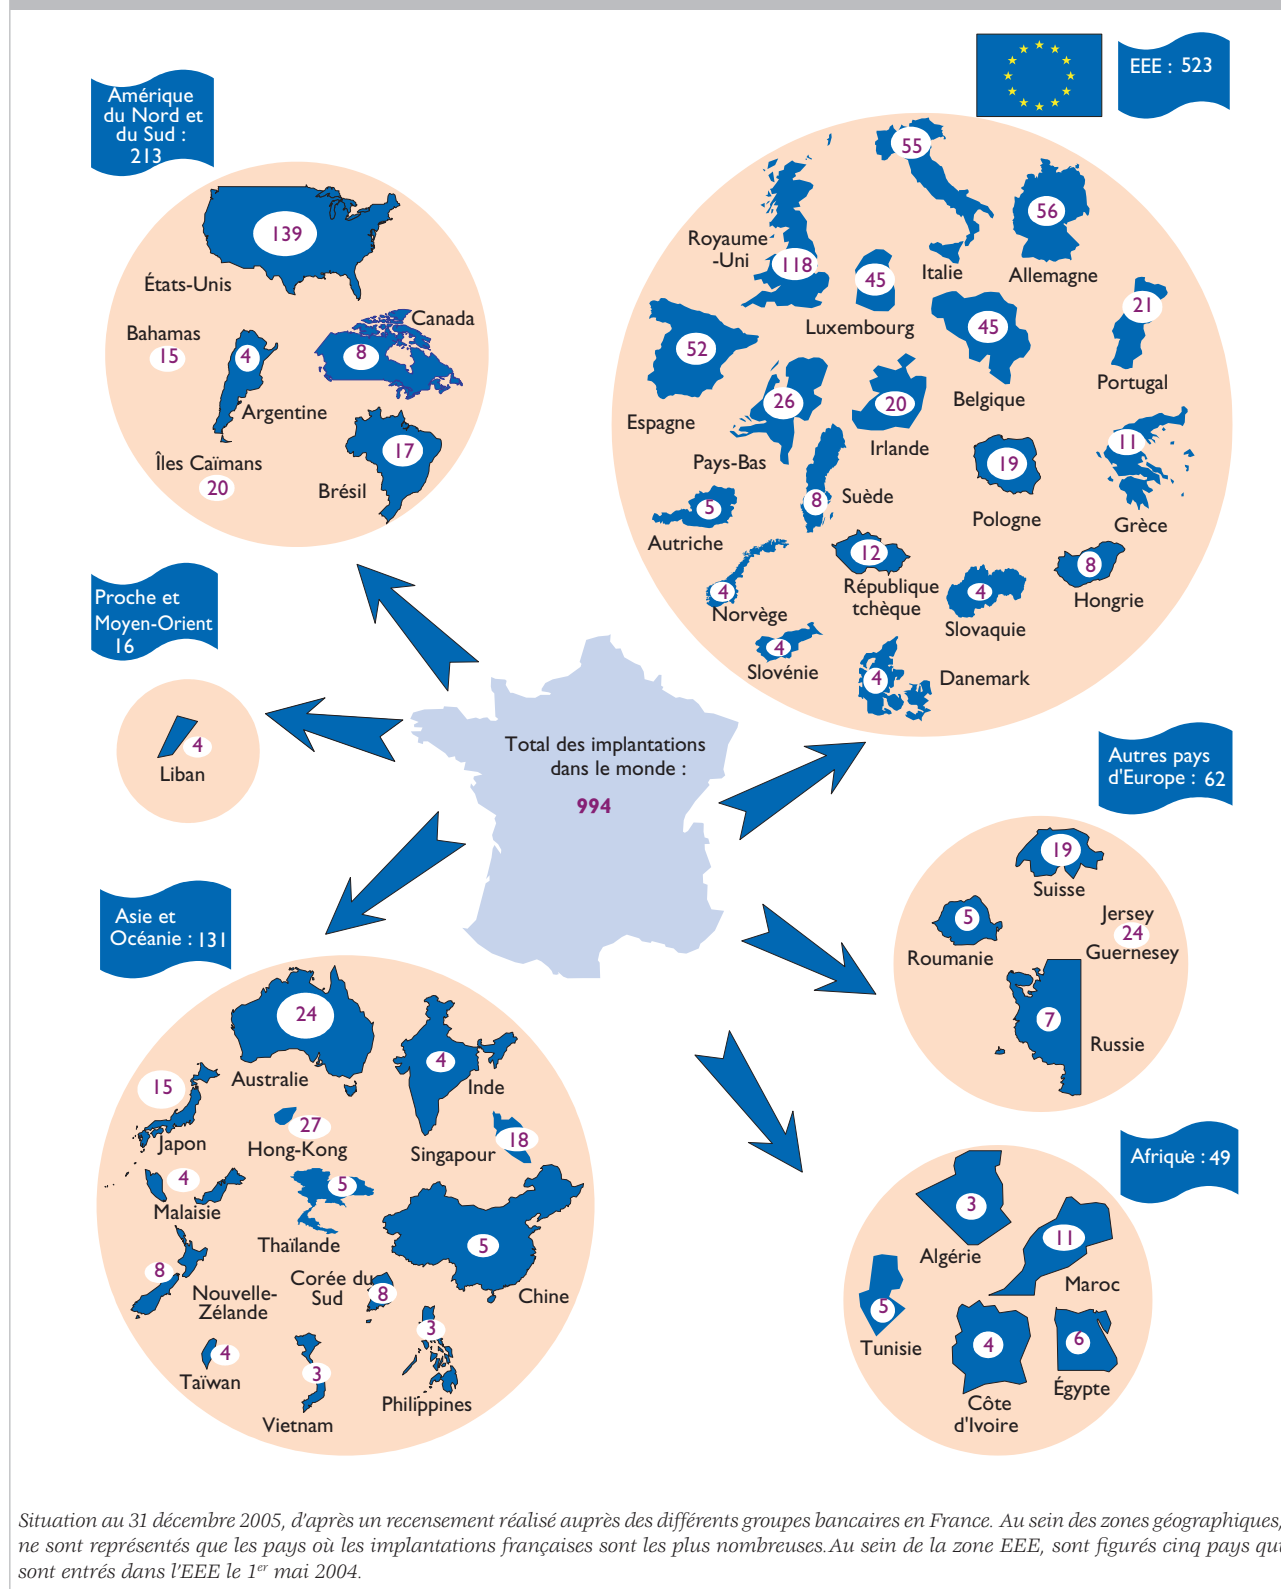 Amérique
du Nord et
du Sud :
213
139
États-Unis
Bahamas
15
4
Argentine
Canada
8
Îles Caïmans
20
17
Brésil
EEE : 523
55
Italie
Royaume
-Uni
118
56
Allemagne
45
Luxembourg
45
Belgique
21
Portugal
52
Espagne
26
Pays-Bas
20
Irlande
19
Pologne
11
Grèce
5
Autriche
8
Suède
12
République
tchèque
8
Hongrie
4
Norvège
4
Slovaquie
4
Slovénie
4
Danemark
Proche et
Moyen-Orient
16
4
Liban
Total des implantations
dans le monde :
994
Autres pays
d'Europe : 62
19
Suisse
5
Roumanie
Jersey
24
Guernesey
7
Russie
Asie et
Océanie : 131
24
Australie
4
Inde
15
Japon
27
Hong-Kong
18
Singapour
4
Malaisie
5
Thaïlande
5
Chine
8
Nouvelle-
Zélande
Corée du
Sud
8
4
Taïwan
3
Vietnam
3
Philippines
Afrique : 49
3
Algérie
11
Maroc
5
Tunisie
4
Côte
d'Ivoire
6
Égypte
Situation au 31 décembre 2005, d'après un recensement réalisé auprès des différents groupes bancaires en France. Au sein des zones géographiques,
ne sont représentés que les pays où les implantations françaises sont les plus nombreuses. Au sein de la zone EEE, sont figurés cinq pays qui
sont entrés dans l'EEE le 1er mai 2004.